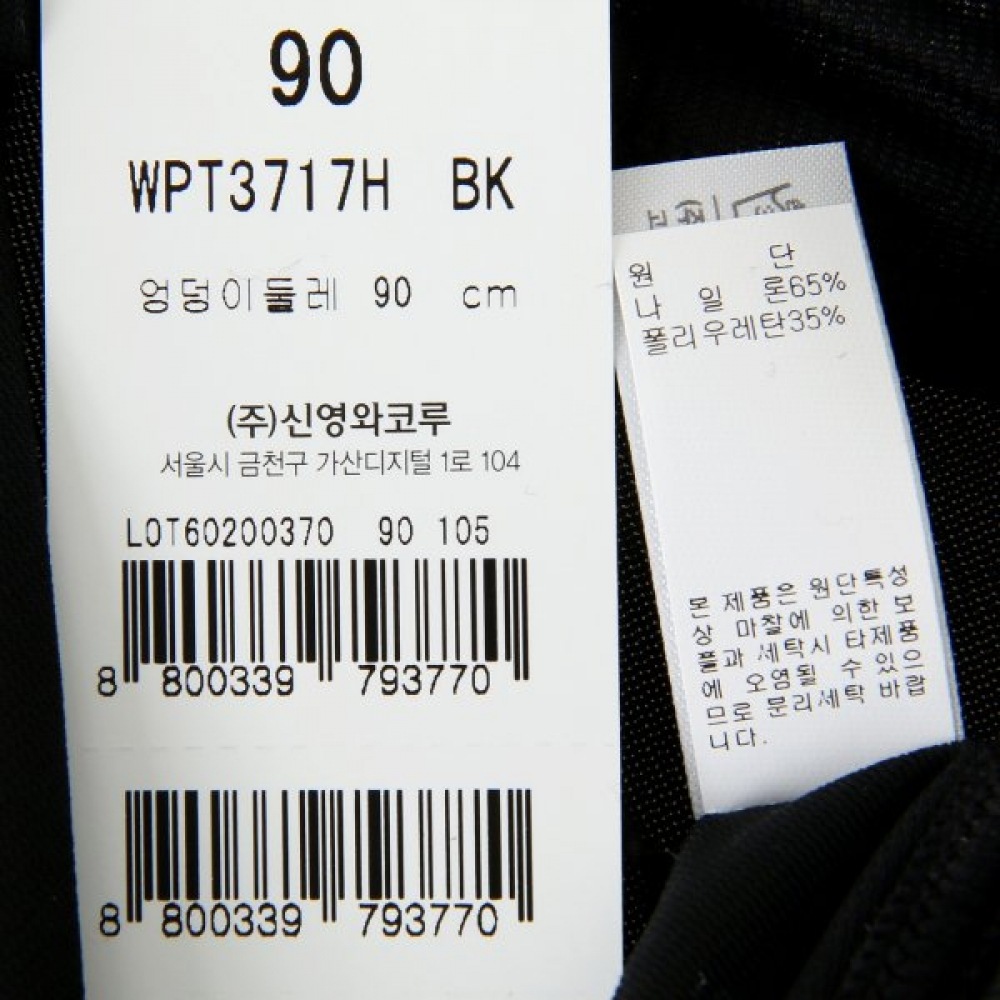 90
WPT3717H BK
엉덩이둘레 90 cm
(주)신영와코루
서울시 금천구 가산디지털 1로 104
LOT60200370 90 105
8 800339 793770
8 800339 793770
원 단
나 일 론65%
폴리우레탄35%
본 제품은 원단특성
상 마찰에 의한 보
풀과 세탁시 타제품
에 오염될 수 있으
므로 분리세탁 바랍
니다.